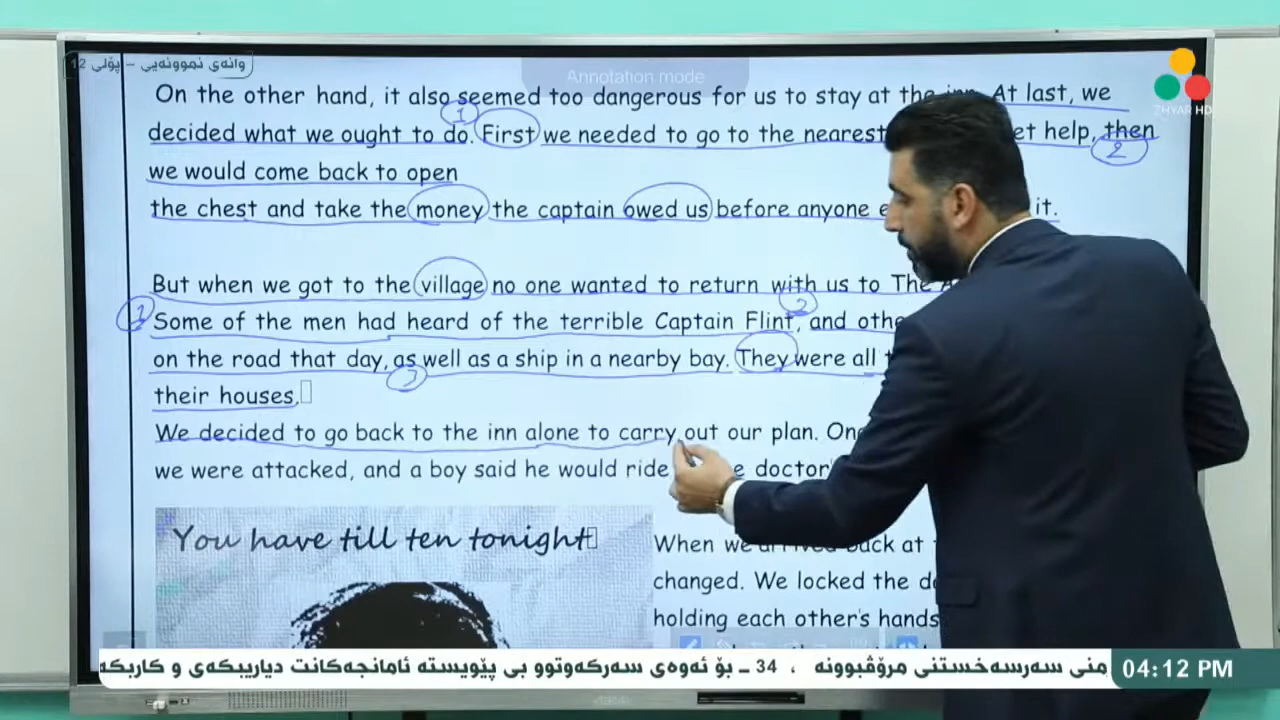 وانەی نموونەیی – پۆلی 12
Annotation mode
ZHYAR HD
On the other hand, it also seemed too dangerous for us to stay at the inn. At last, we
decided what we ought to do. First we needed to go to the nearest et help, then
we would come back to open
the chest and take the money the captain owed us before anyone it.
But when we got to the village no one wanted to return with us to The
Some of the men had heard of the terrible Captain Flint, and othe
on the road that day, as well as a ship in a nearby bay. They were all
their houses.
We decided to go back to the inn alone to carry out our plan.
we were attacked, and a boy said he would ride doctor'
You have till ten tonight
When we arrived back at
changed. We locked the
holding each other's hands
منی سەرسەخستنی مرۆڤبوونە ، 34 ـ بۆ ئەوەی سەرکەوتوو بی پێویستە ئامانجەکانت دیاریبکەی و کاربکە
04:12 PM